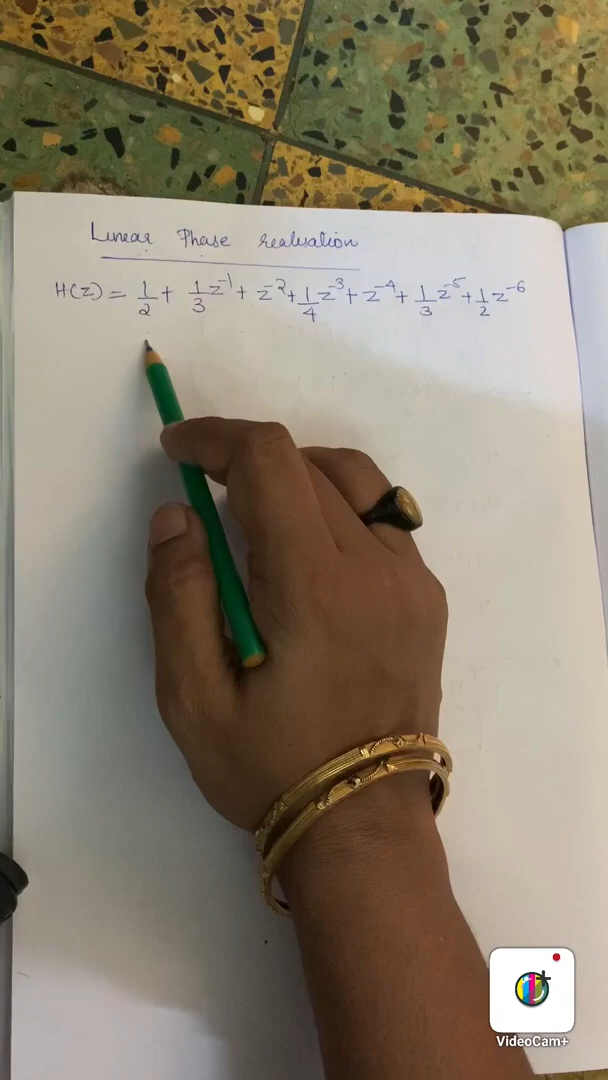 Linear Phase realisation
H(z) = 1/2 + 1/3 z⁻¹ + z⁻² + 1/4 z⁻³ + z⁻⁴ + 1/3 z⁻⁵ + 1/2 z⁻⁶
VideoCam+